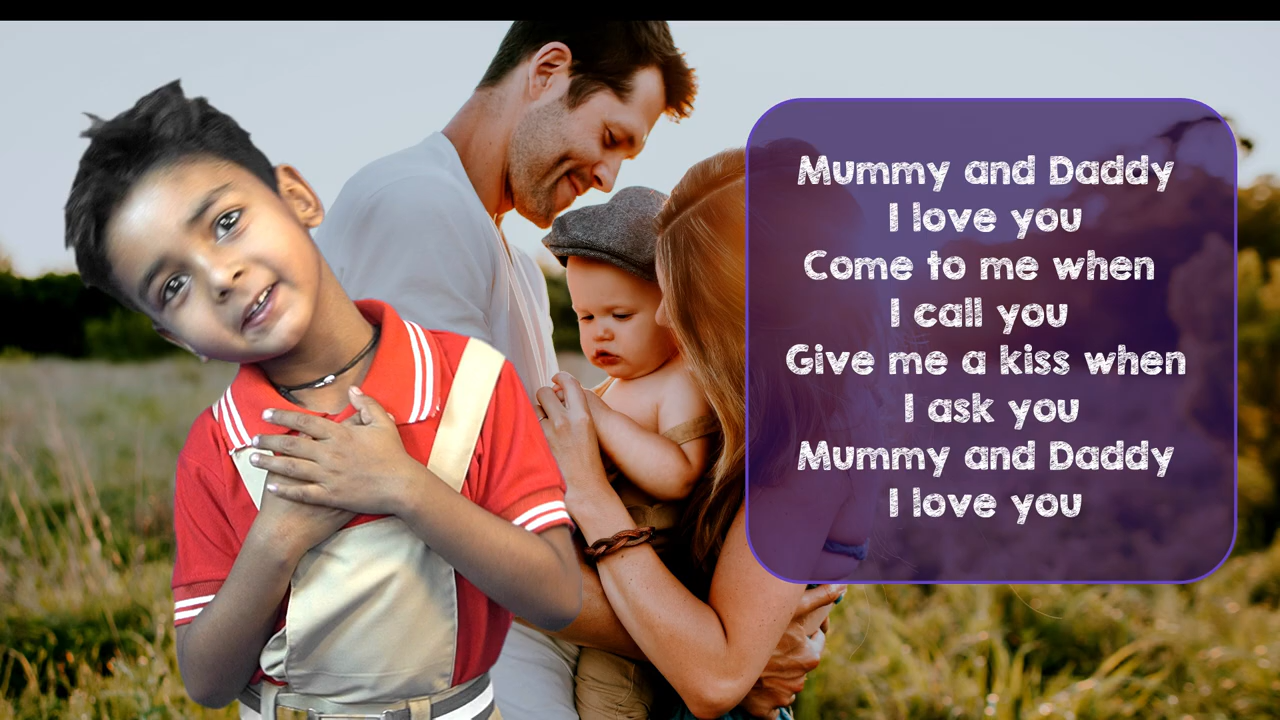 Mummy and Daddy
I love you
Come to me when
I call you
Give me a kiss when
I ask you
Mummy and Daddy
I love you